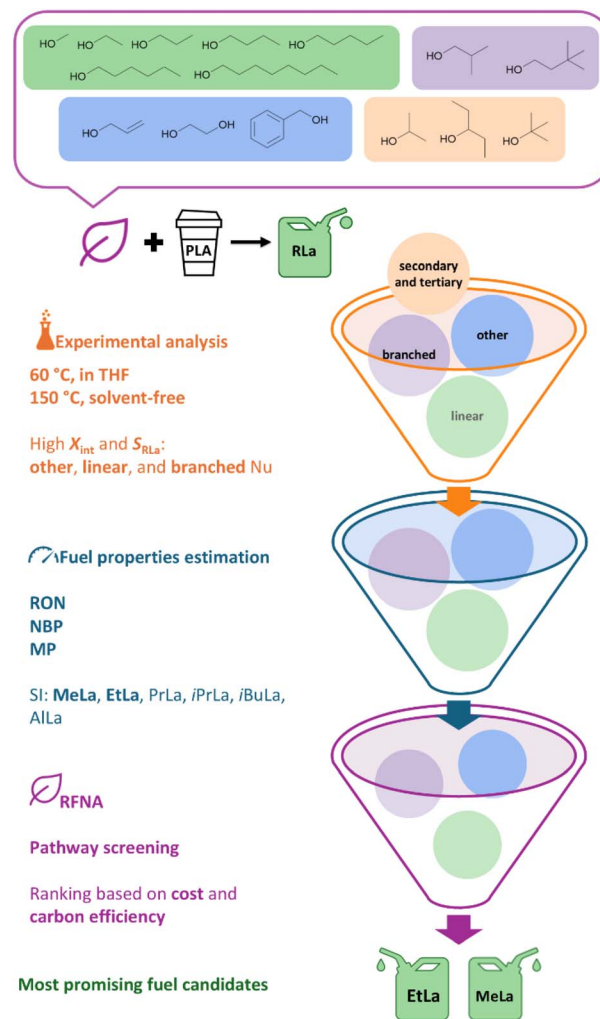 HO HO HO HO HO
HO HO
HO HO
HO HO OH OH
HO HO HO
PLA
RLa
secondary
and tertiary
other
branched
linear
Experimental analysis
60 °C, in THF
150 °C, solvent-free
High Xint and SRLa:
other, linear, and branched Nu
Fuel properties estimation
RON
NBP
MP
SI: MeLa, EtLa, PrLa, iPrLa, iBuLa,
AlLa
RFNA
Pathway screening
Ranking based on cost and
carbon efficiency
Most promising fuel candidates
EtLa
MeLa